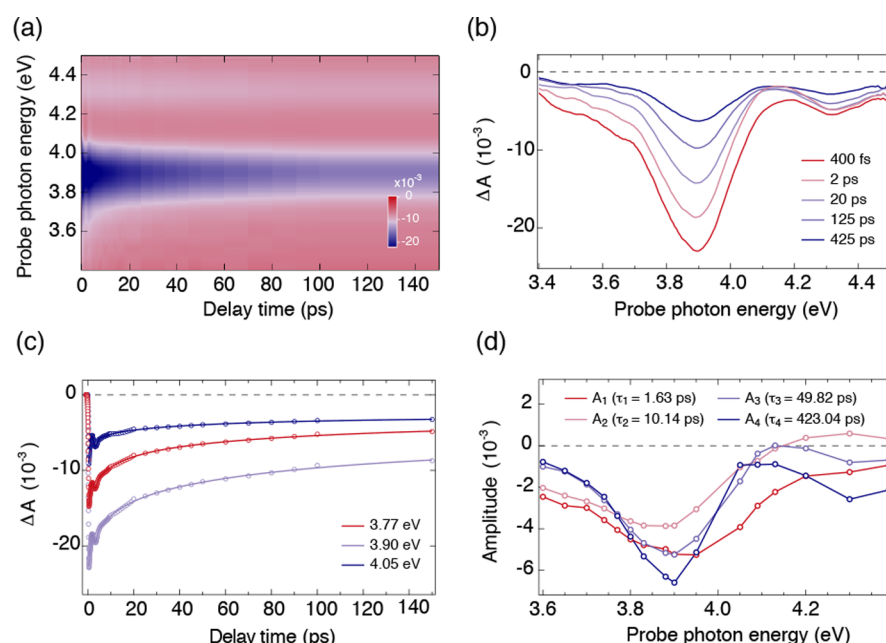 (a)
Probe photon energy (eV)
4.4
4.2
4.0
3.8
3.6
x10⁻³
0
-10
-20
0 20 40 60 80 100 120 140
Delay time (ps)
(b)
ΔA (10⁻³)
0
-10
-20
400 fs
2 ps
20 ps
125 ps
425 ps
3.4 3.6 3.8 4.0 4.2 4.4
Probe photon energy (eV)
(c)
ΔA (10⁻³)
0
-10
-20
3.77 eV
3.90 eV
4.05 eV
0 20 40 60 80 100 120 140
Delay time (ps)
(d)
Amplitude (10⁻³)
2
0
-2
-4
-6
A₁ (τ₁ = 1.63 ps) A₃ (τ₃ = 49.82 ps)
A₂ (τ₂ = 10.14 ps) A₄ (τ₄ = 423.04 ps)
3.6 3.8 4.0 4.2
Probe photon energy (eV)